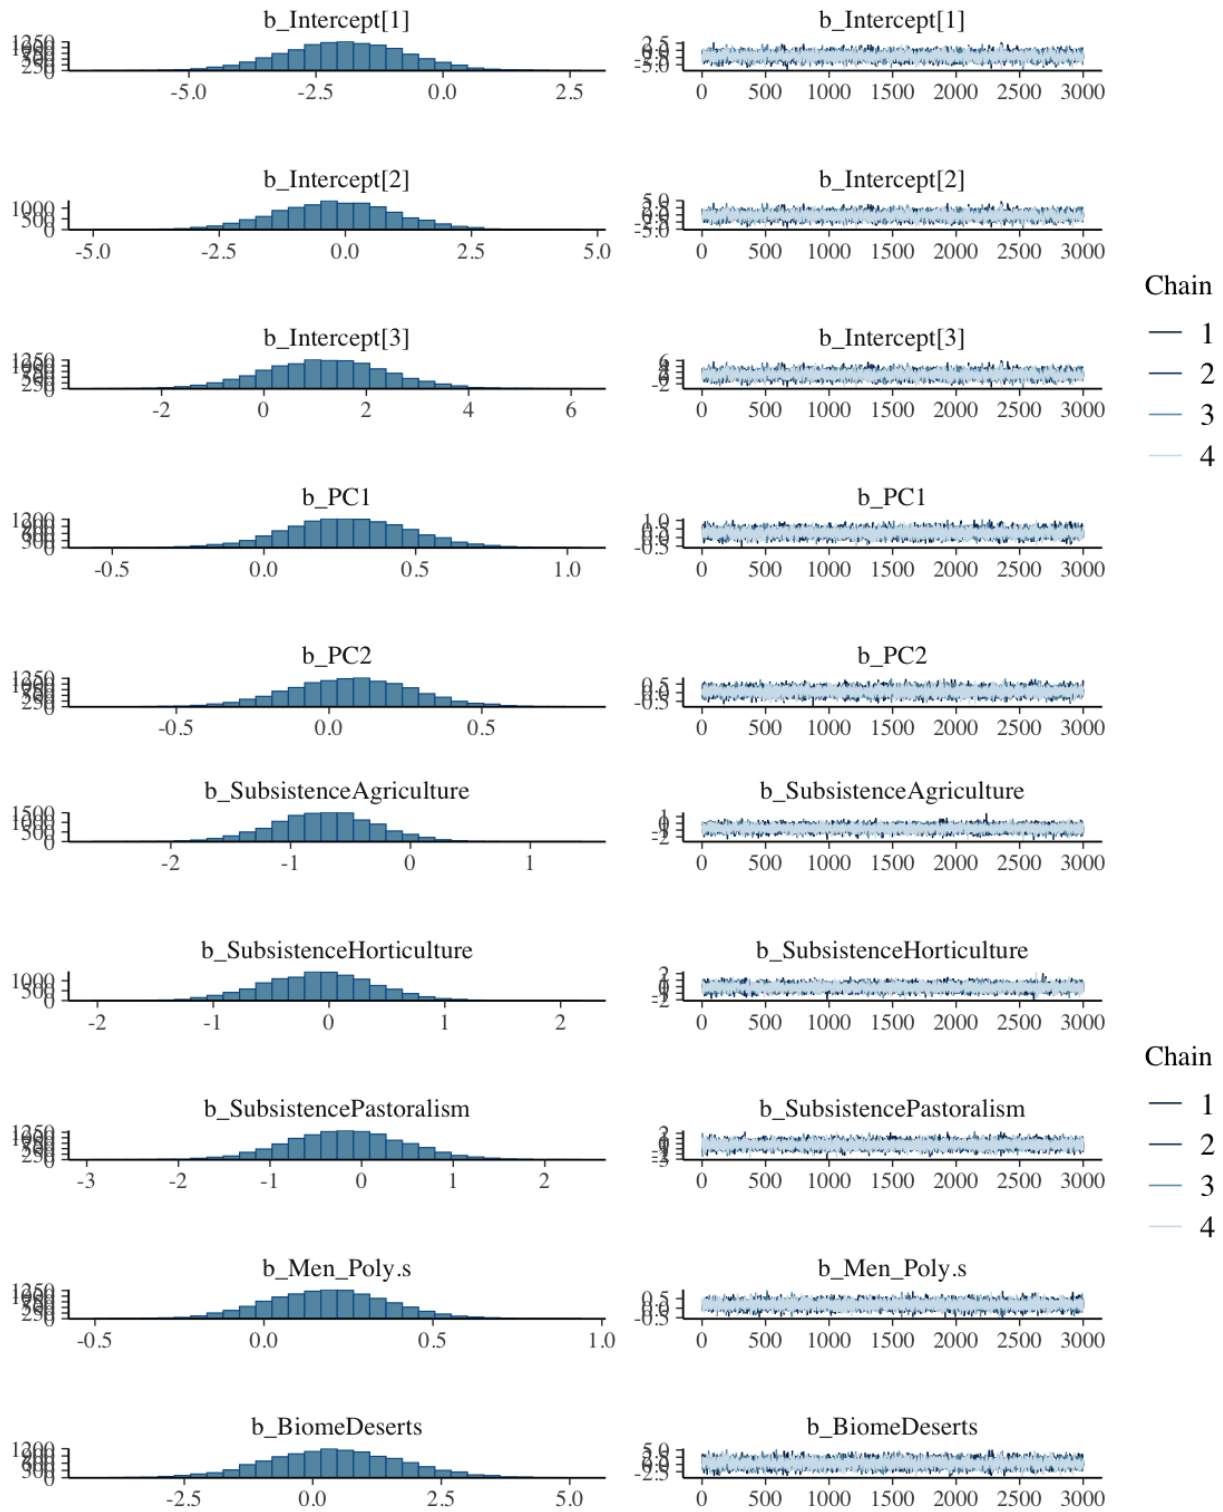 b_Intercept[1] b_Intercept[1]
-5.0 -2.5 0.0 2.5 0 500 1000 1500 2000 2500 3000
b_Intercept[2] b_Intercept[2]
1000
500
0
-5.0 -2.5 0.0 2.5 5.0 0 500 1000 1500 2000 2500 3000
b_Intercept[3] b_Intercept[3]
-2 0 2 4 6 0 500 1000 1500 2000 2500 3000
b_PC1 b_PC1
-0.5 0.0 0.5 1.0 0 500 1000 1500 2000 2500 3000
b_PC2 b_PC2
-0.5 0.0 0.5 0 500 1000 1500 2000 2500 3000
b_SubsistenceAgriculture b_SubsistenceAgriculture
1500
1000
500
0
-2 -1 0 1 0 500 1000 1500 2000 2500 3000
Chain
1
2
3
4
b_SubsistenceHorticulture b_SubsistenceHorticulture
1000
500
0
-2 -1 0 1 2 0 500 1000 1500 2000 2500 3000
b_SubsistencePastoralism b_SubsistencePastoralism
-3 -2 -1 0 1 2 0 500 1000 1500 2000 2500 3000
b_Men_Poly.s b_Men_Poly.s
-0.5 0.0 0.5 1.0 0 500 1000 1500 2000 2500 3000
b_BiomeDeserts b_BiomeDeserts
-2.5 0.0 2.5 5.0 0 500 1000 1500 2000 2500 3000
Chain
1
2
3
4